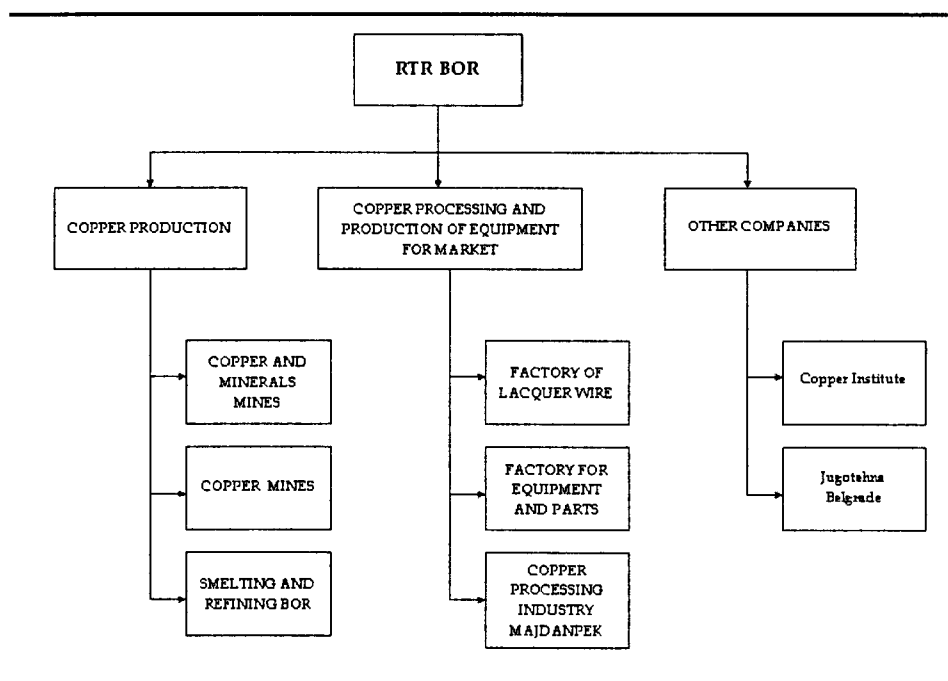 RTR BOR
COPPER PRODUCTION
COPPER PROCESSING AND
PRODUCTION OF EQUIPMENT
FOR MARKET
OTHER COMPANIES
COPPER AND
MINERALS
MINES
COPPER MINES
SMELTING AND
REFINING BOR
FACTORY OF
LACQUER WIRE
FACTORY FOR
EQUIPMENT
AND PARTS
COPPER
PROCESSING
INDUSTRY
MAJDANPEK
Copper Institute
Jugotehna
Belgrade